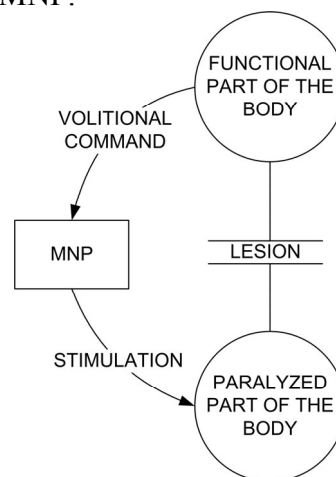 MNP.
FUNCTIONAL
PART OF THE
BODY
VOLITIONAL
COMMAND
MNP
LESION
STIMULATION
PARALYZED
PART OF THE
BODY